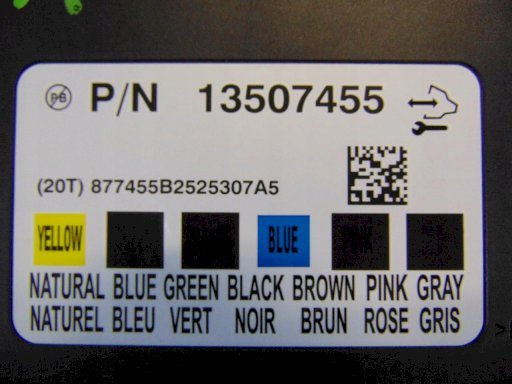 PB P/N 13507455
(20T) 877455B2525307A5
YELLOW BLUE
NATURAL BLUE GREEN BLACK BROWN PINK GRAY
NATUREL BLEU VERT NOIR BRUN ROSE GRIS